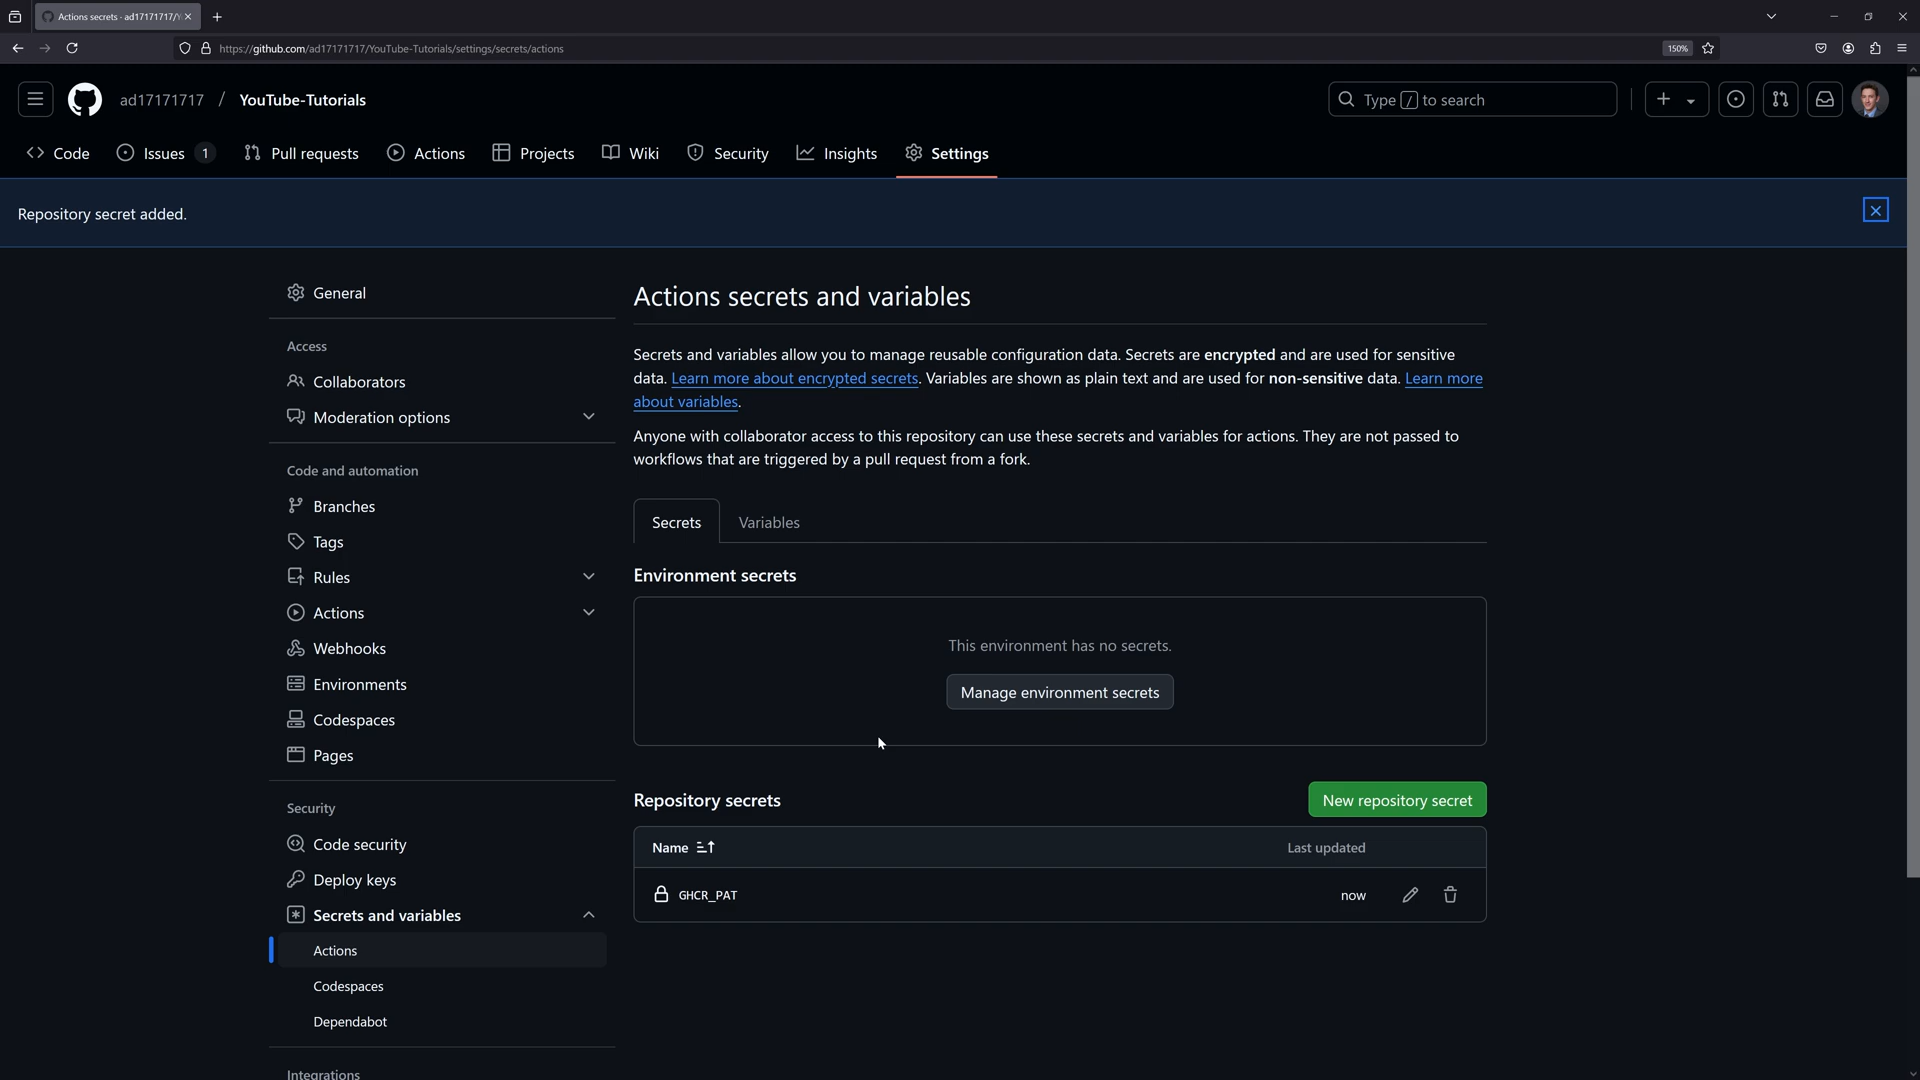 Actions secrets · ad17171717/Y
https://github.com/ad17171717/YouTube-Tutorials/settings/secrets/actions
150%
ad17171717 / YouTube-Tutorials
Type / to search
Code
Issues 1
Pull requests
Actions
Projects
Wiki
Security
Insights
Settings
Repository secret added.
General
Access
Collaborators
Moderation options
Code and automation
Branches
Tags
Rules
Actions
Webhooks
Environments
Codespaces
Pages
Security
Code security
Deploy keys
Secrets and variables
Actions
Codespaces
Dependabot
Integrations
Actions secrets and variables
Secrets and variables allow you to manage reusable configuration data. Secrets are encrypted and are used for sensitive
data. Learn more about encrypted secrets. Variables are shown as plain text and are used for non-sensitive data. Learn more
about variables.
Anyone with collaborator access to this repository can use these secrets and variables for actions. They are not passed to
workflows that are triggered by a pull request from a fork.
Secrets
Variables
Environment secrets
This environment has no secrets.
Manage environment secrets
Repository secrets
New repository secret
Name
Last updated
GHCR_PAT
now